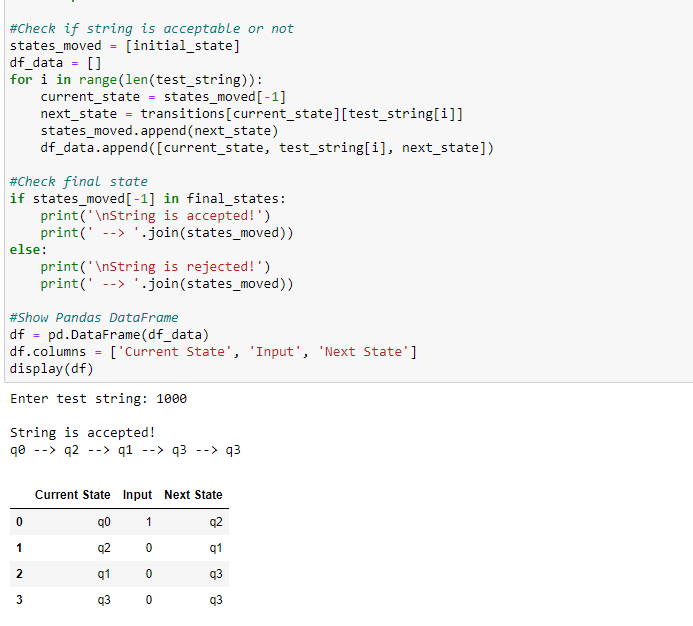 #Check if string is acceptable or not
states_moved = [initial_state]
df_data = []
for i in range(len(test_string)):
    current_state = states_moved[-1]
    next_state = transitions[current_state][test_string[i]]
    states_moved.append(next_state)
    df_data.append([current_state, test_string[i], next_state])
#Check final state
if states_moved[-1] in final_states:
    print('\nString is accepted!')
    print(' --> '.join(states_moved))
else:
    print('\nString is rejected!')
    print(' --> '.join(states_moved))
#Show Pandas DataFrame
df = pd.DataFrame(df_data)
df.columns = ['Current State', 'Input', 'Next State']
display(df)
Enter test string: 1000
String is accepted!
q0 --> q2 --> q1 --> q3 --> q3
Current State Input Next State
0 q0 1 q2
1 q2 0 q1
2 q1 0 q3
3 q3 0 q3